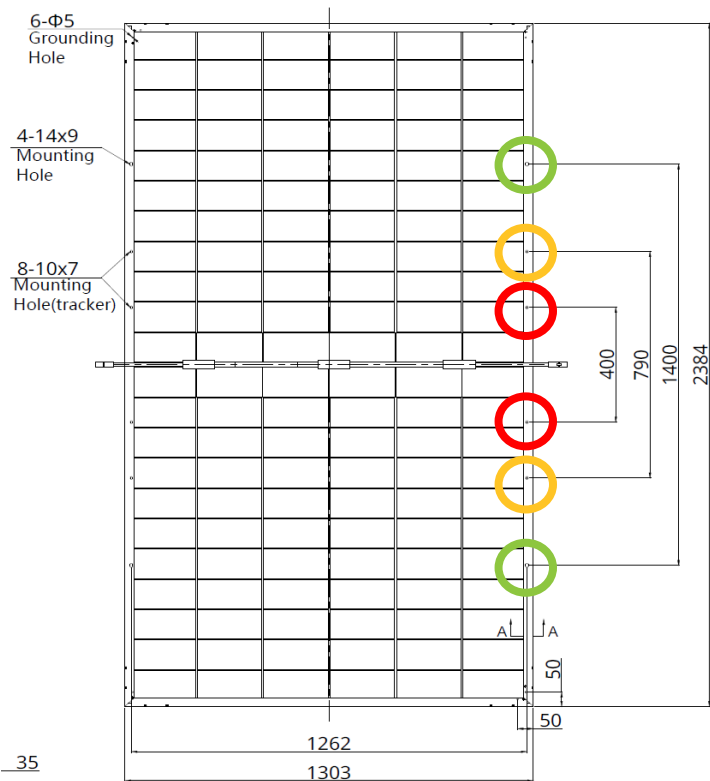 6-Φ5
Grounding
Hole
4-14x9
Mounting
Hole
8-10x7
Mounting
Hole(tracker)
400
790
1400
2384
A
A
50
50
1262
1303
35